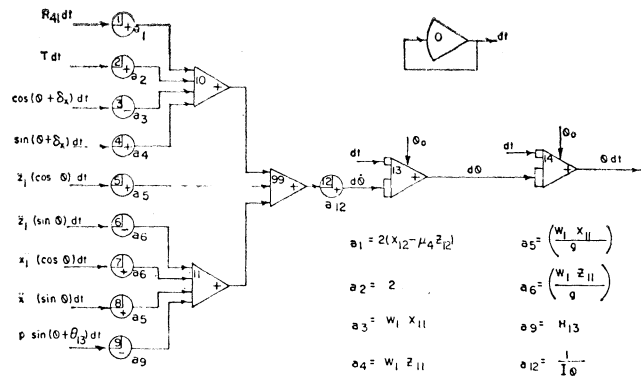 R41 dt
1
+
a1
T dt
2
+
a2
10
+
cos (θ + δx) dt
3
−
a3
sin (θ + δx) dt
4
+
a4
z̈1 (cos θ) dt
5
+
a5
z̈1 (sin θ) dt
6
−
a6
x1 (cos θ) dt
7
+
a6
11
+
ẍ (sin θ) dt
8
+
a5
p sin (θ + θ13) dt
9
−
a9
99
+
12
+
a12
dθ̇
0
dt
dt
13
+
θ0
dθ
dt
14
+
θ0
θ dt
a1 = 2(x12 − μ4 z12)
a2 = 2
a3 = W1 X11
a4 = W1 Z11
a5 = (W1 X11 / g)
a6 = (W1 Z11 / g)
a9 = H13
a12 = 1 / Iθ